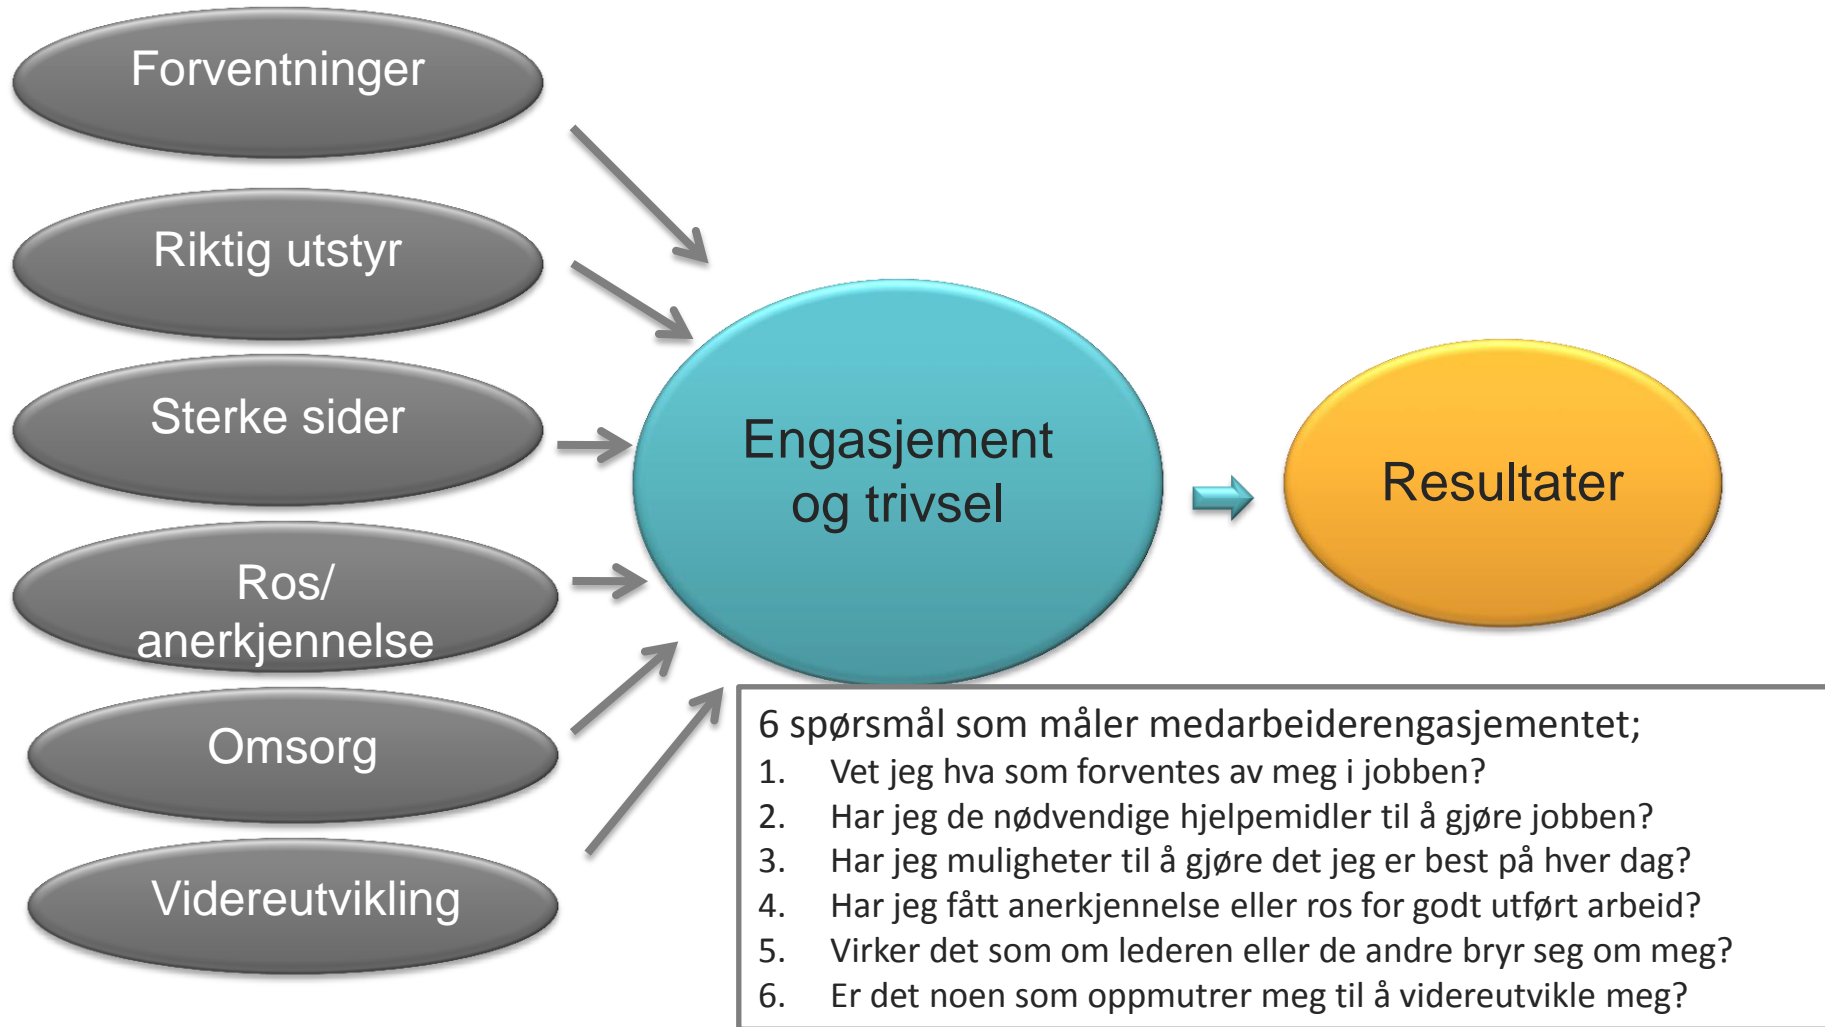 Forventninger
Riktig utstyr
Sterke sider
Ros/
anerkjennelse
Omsorg
Videreutvikling
Engasjement
og trivsel
Resultater
6 spørsmål som måler medarbeiderengasjementet;
1. Vet jeg hva som forventes av meg i jobben?
2. Har jeg de nødvendige hjelpemidler til å gjøre jobben?
3. Har jeg muligheter til å gjøre det jeg er best på hver dag?
4. Har jeg fått anerkjennelse eller ros for godt utført arbeid?
5. Virker det som om lederen eller de andre bryr seg om meg?
6. Er det noen som oppmutrer meg til å videreutvikle meg?